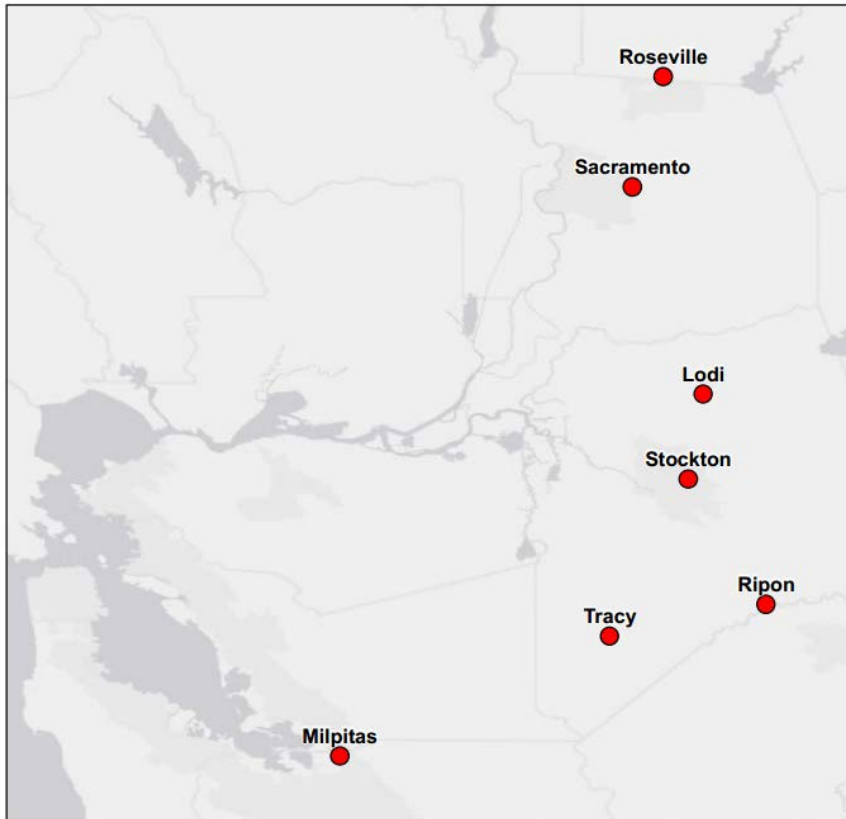 Roseville
Sacramento
Lodi
Stockton
Ripon
Tracy
Milpitas